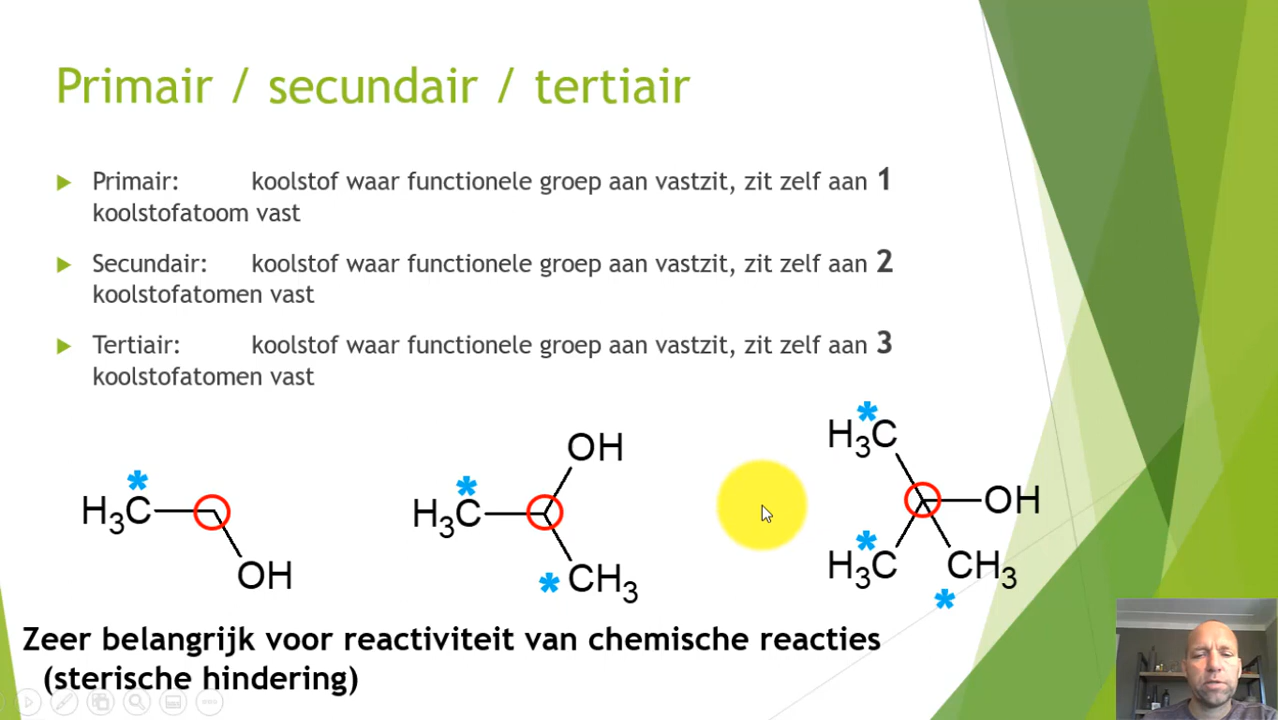 Primair / secundair / tertiair
Primair: koolstof waar functionele groep aan vastzit, zit zelf aan 1
koolstofatoom vast
Secundair: koolstof waar functionele groep aan vastzit, zit zelf aan 2
koolstofatomen vast
Tertiair: koolstof waar functionele groep aan vastzit, zit zelf aan 3
koolstofatomen vast
* H₃C OH
* H₃C OH * CH₃
* H₃C OH * H₃C CH₃ *
Zeer belangrijk voor reactiviteit van chemische reacties
(sterische hindering)